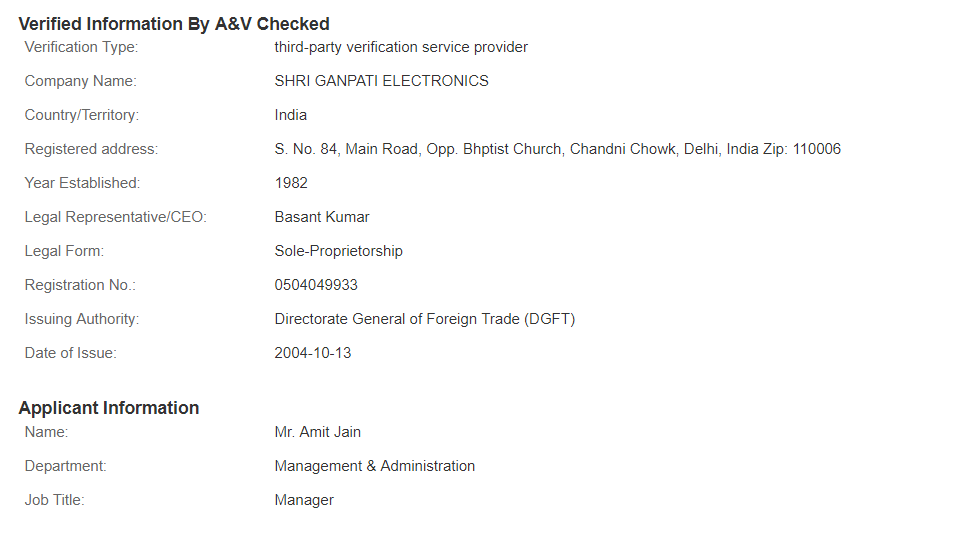 Verified Information By A&V Checked
Verification Type: third-party verification service provider
Company Name: SHRI GANPATI ELECTRONICS
Country/Territory: India
Registered address: S. No. 84, Main Road, Opp. Bhptist Church, Chandni Chowk, Delhi, India Zip: 110006
Year Established: 1982
Legal Representative/CEO: Basant Kumar
Legal Form: Sole-Proprietorship
Registration No.: 0504049933
Issuing Authority: Directorate General of Foreign Trade (DGFT)
Date of Issue: 2004-10-13
Applicant Information
Name: Mr. Amit Jain
Department: Management & Administration
Job Title: Manager